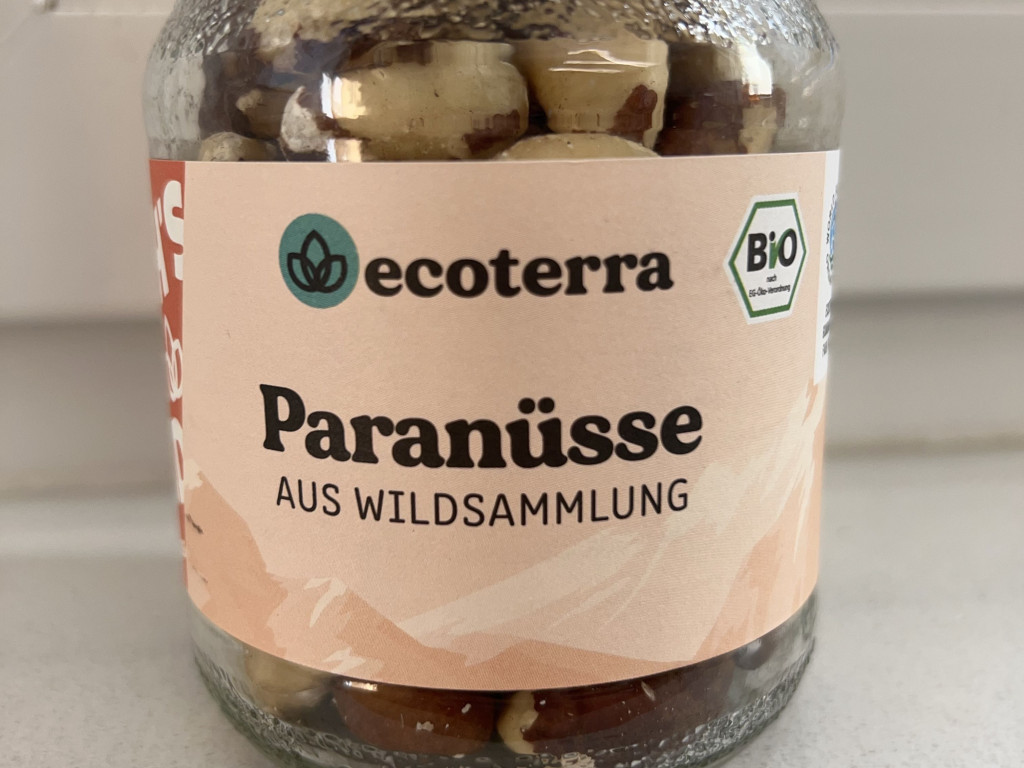 ecoterra
BiO
nach
EG-Öko-Verordnung
Paranüsse
AUS WILDSAMMLUNG